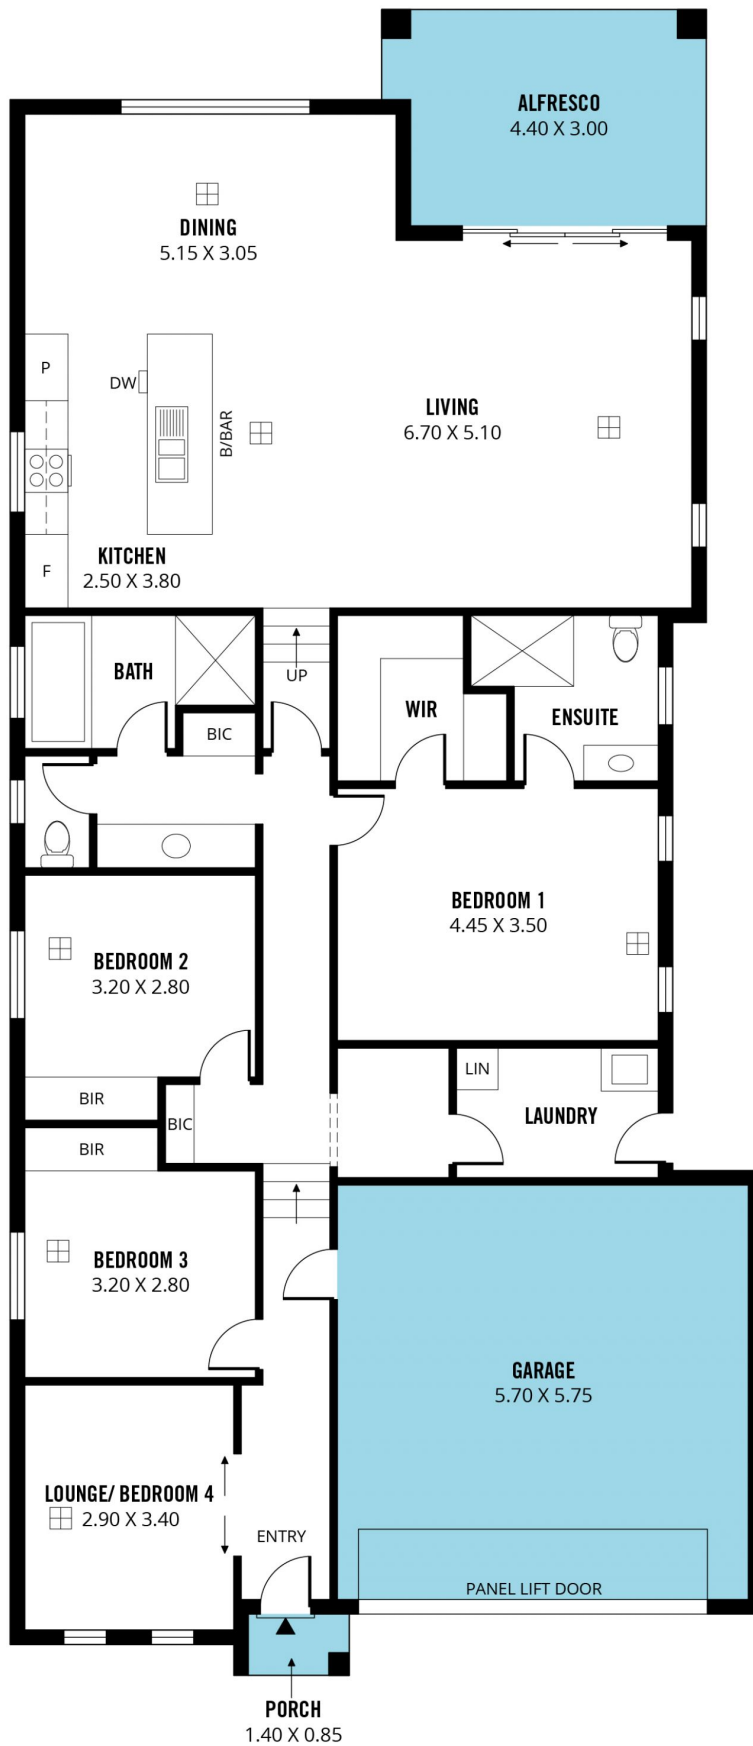 ALFRESCO
4.40 X 3.00
DINING
5.15 X 3.05
P
DW
B/BAR
LIVING
6.70 X 5.10
KITCHEN
2.50 X 3.80
F
BATH
UP
BIC
WIR
ENSUITE
BEDROOM 1
4.45 X 3.50
BEDROOM 2
3.20 X 2.80
BIR
BIC
LIN
LAUNDRY
BIR
BEDROOM 3
3.20 X 2.80
GARAGE
5.70 X 5.75
LOUNGE/ BEDROOM 4
2.90 X 3.40
ENTRY
PANEL LIFT DOOR
PORCH
1.40 X 0.85